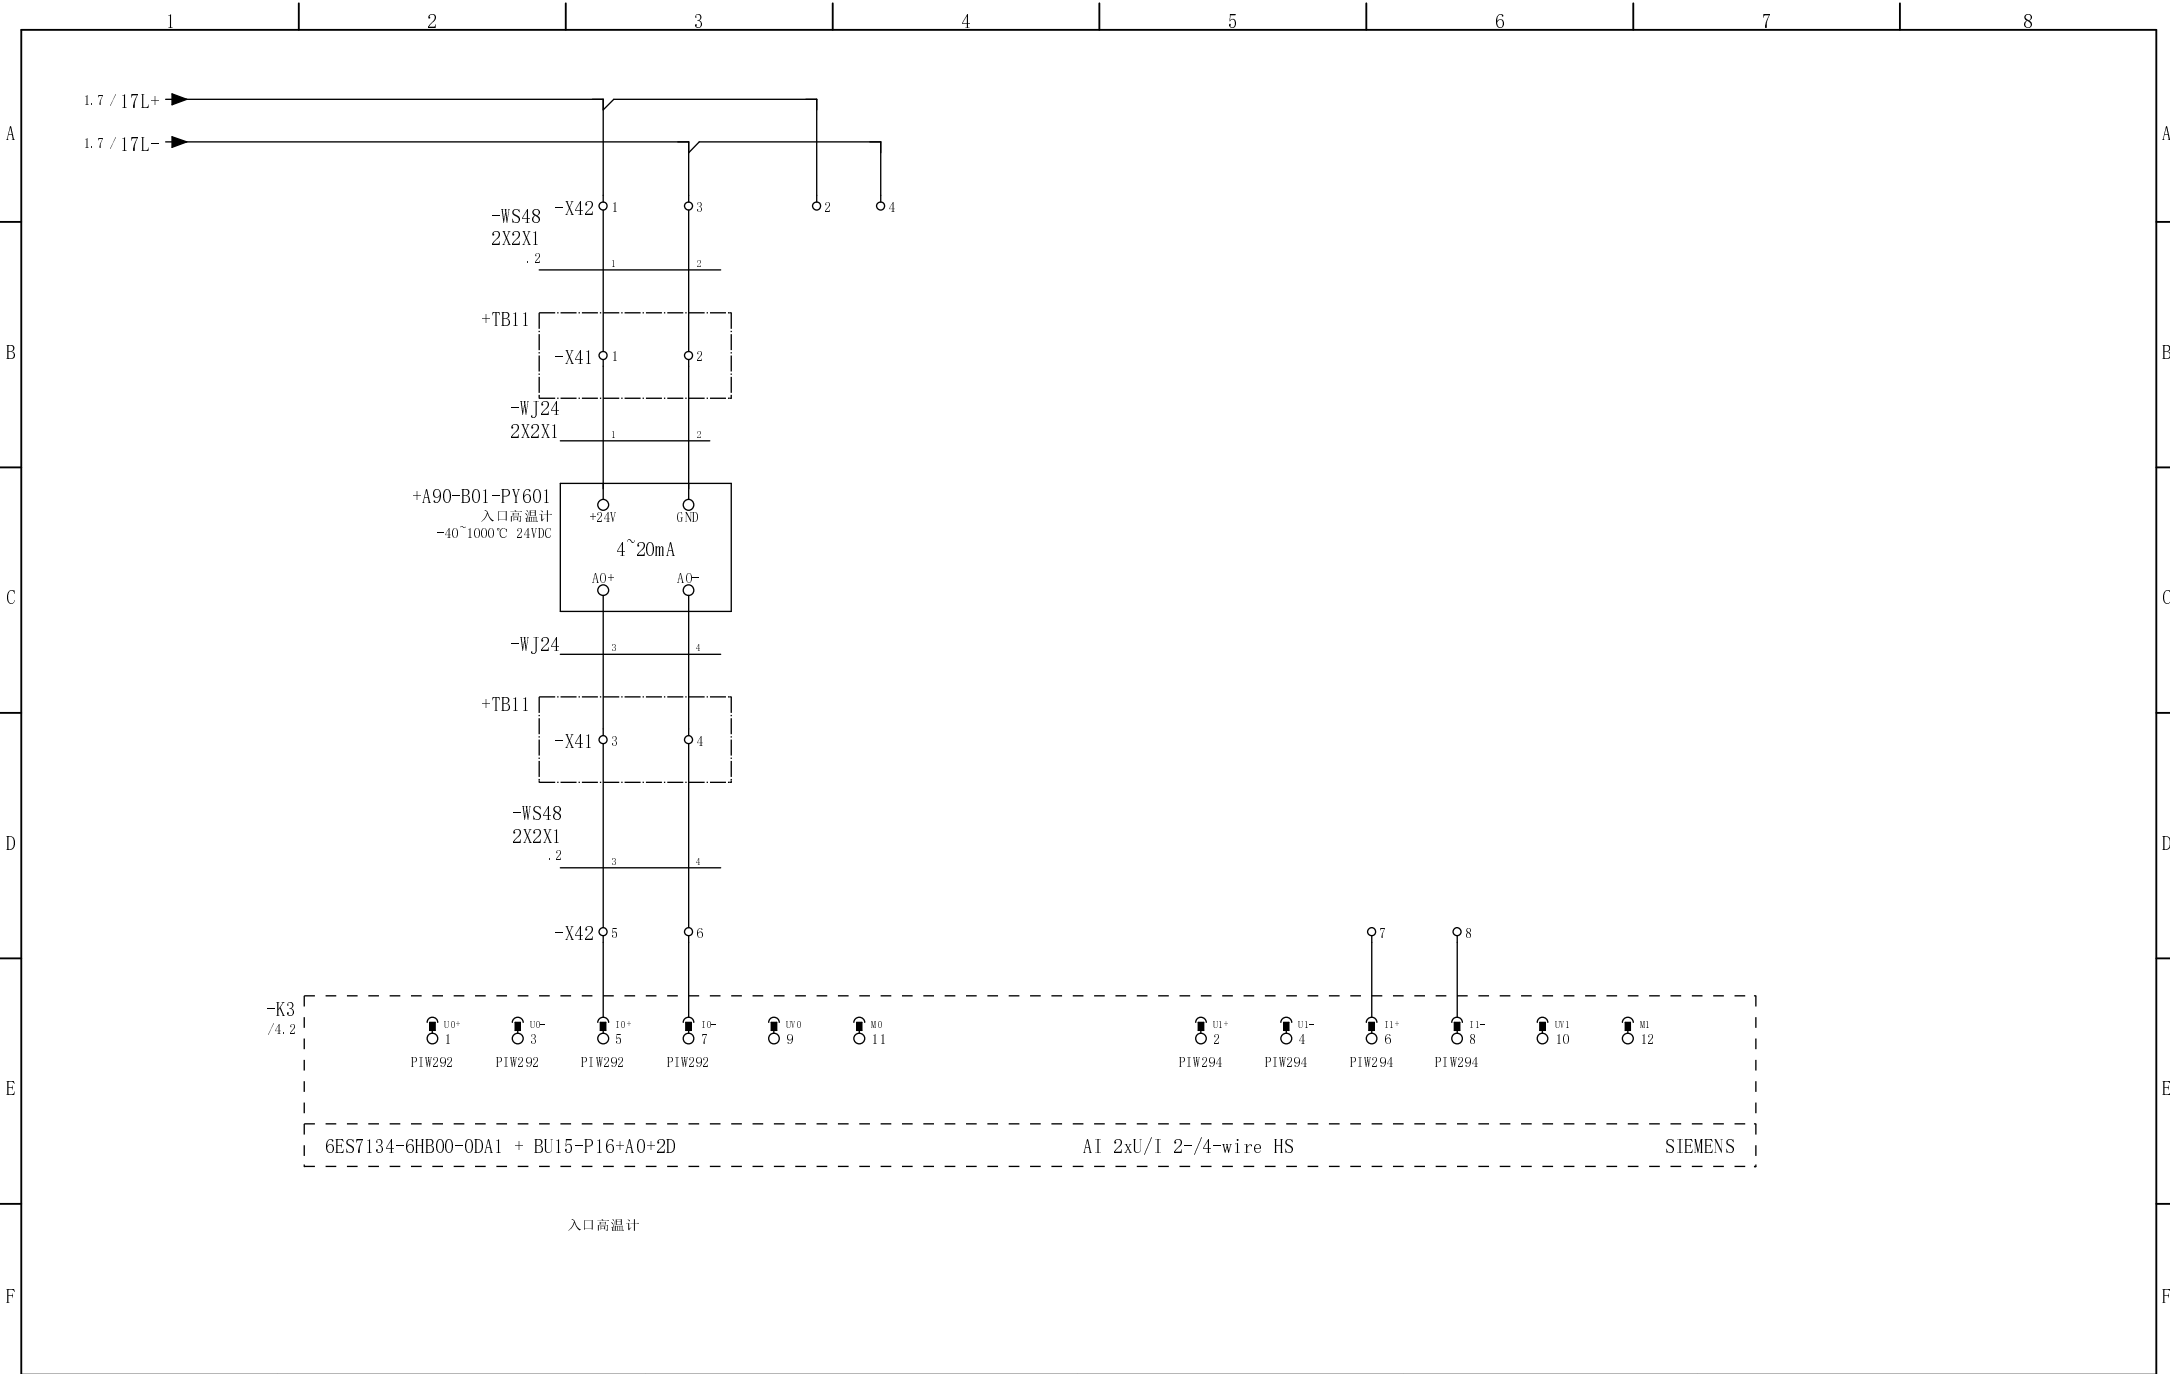 1 2 3 4 5 6 7 8
1.7 / 17L+
A A
1.7 / 17L-
-X42 1 3 2 4
-WS48
2X2X1
.2
1 2
+TB11
B B
-X41 1 2
-WJ24
2X2X1
1 2
+A90-B01-PY601
入口高温计
-40~1000℃ 24VDC
+24V GND
4~20mA
AO+ AO-
C C
-WJ24 3 4
+TB11
-X41 3 4
-WS48
2X2X1
.2
D D
3 4
-X42 5 6 7 8
-K3
/4.2
U0+ U0- I0+ I0- UV0 M0 U1+ U1- I1+ I1- UV1 M1
1 3 5 7 9 11 2 4 6 8 10 12
PIW292 PIW292 PIW292 PIW292 PIW294 PIW294 PIW294 PIW294
E E
6ES7134-6HB00-0DA1 + BU15-P16+A0+2D AI 2xU/I 2-/4-wire HS SIEMENS
入口高温计
F F